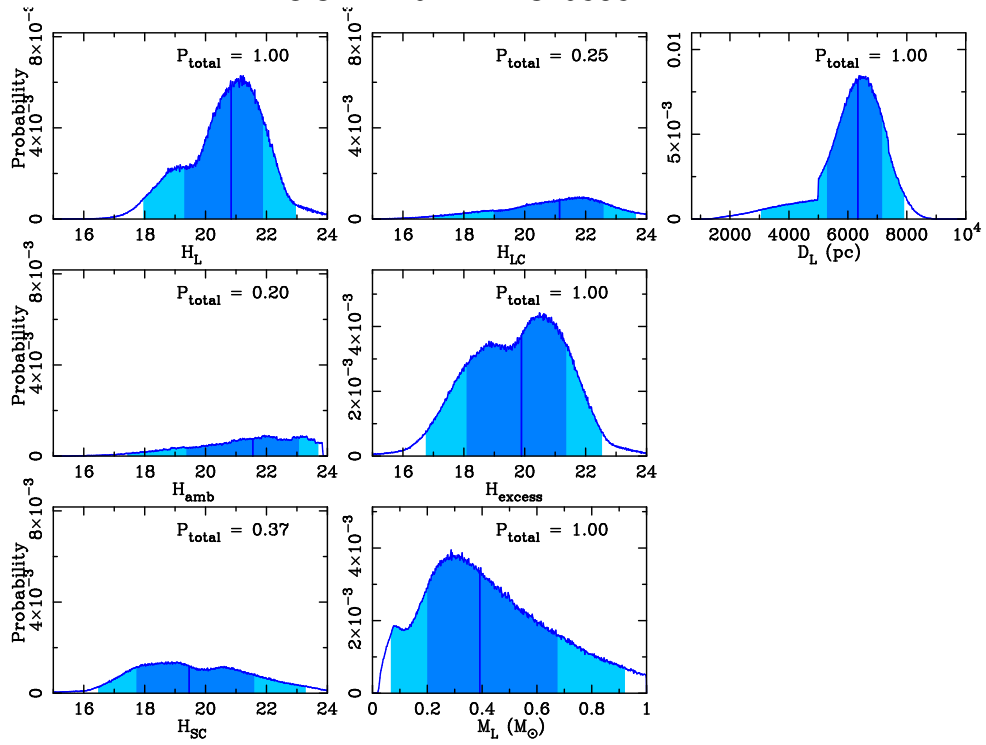 8×10⁻³
4×10⁻³
0
Probability
P_total = 1.00
16 18 20 22 24
H_L
8×10⁻³
4×10⁻³
0
P_total = 0.25
16 18 20 22 24
H_LC
0.01
5×10⁻³
0
P_total = 1.00
2000 4000 6000 8000 10⁴
D_L (pc)
8×10⁻³
4×10⁻³
0
Probability
P_total = 0.20
16 18 20 22 24
H_amb
4×10⁻³
2×10⁻³
0
P_total = 1.00
16 18 20 22 24
H_excess
8×10⁻³
4×10⁻³
0
Probability
P_total = 0.37
16 18 20 22 24
H_SC
4×10⁻³
2×10⁻³
0
P_total = 1.00
0 0.2 0.4 0.6 0.8 1
M_L (M_⊙)